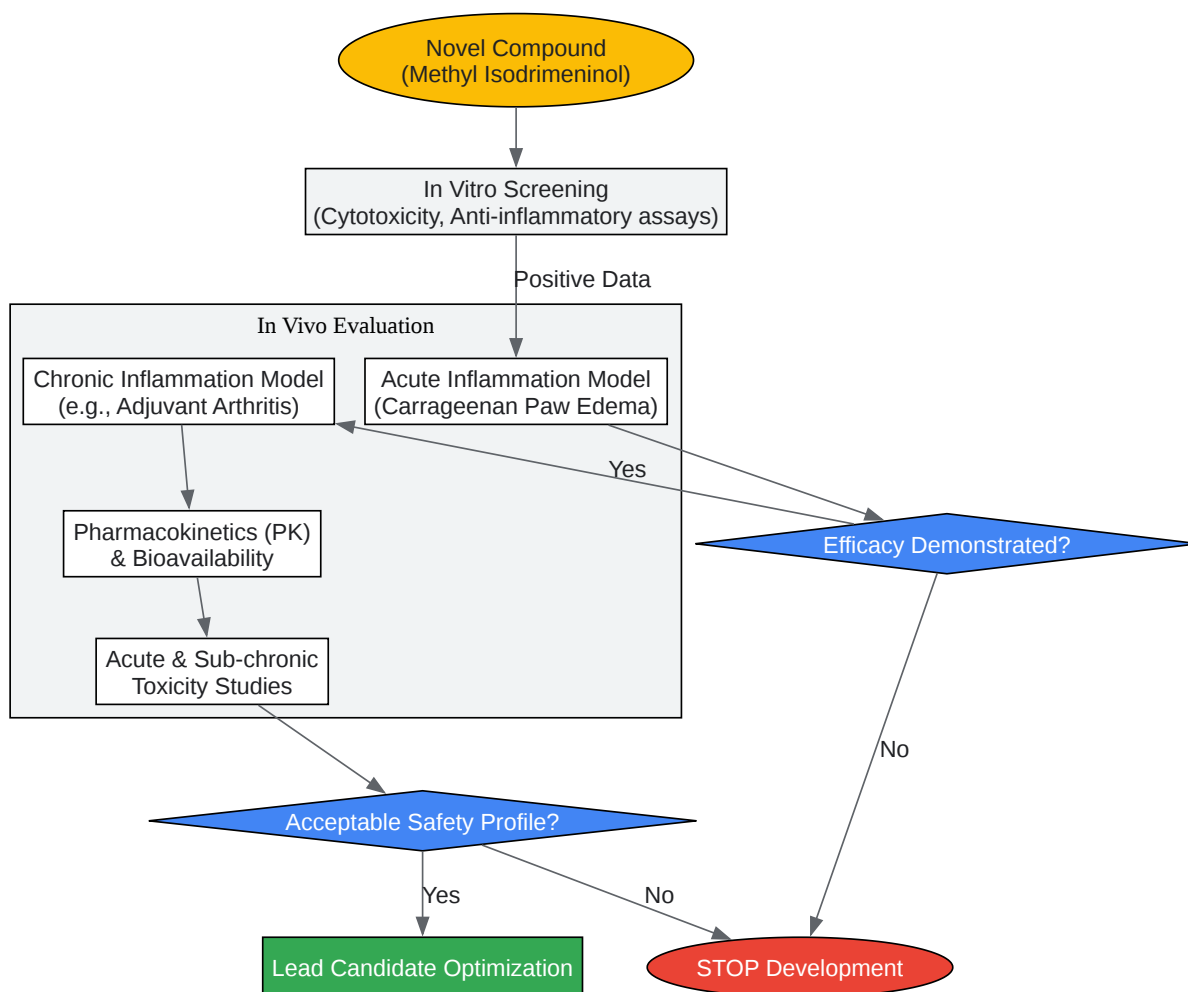 Novel Compound
(Methyl Isodrimeninol)
In Vitro Screening
(Cytotoxicity, Anti-inflammatory assays)
Positive Data
In Vivo Evaluation
Chronic Inflammation Model
(e.g., Adjuvant Arthritis)
Acute Inflammation Model
(Carrageenan Paw Edema)
Yes
Pharmacokinetics (PK)
& Bioavailability
Efficacy Demonstrated?
Acute & Sub-chronic
Toxicity Studies
No
Acceptable Safety Profile?
Yes
No
Lead Candidate Optimization
STOP Development